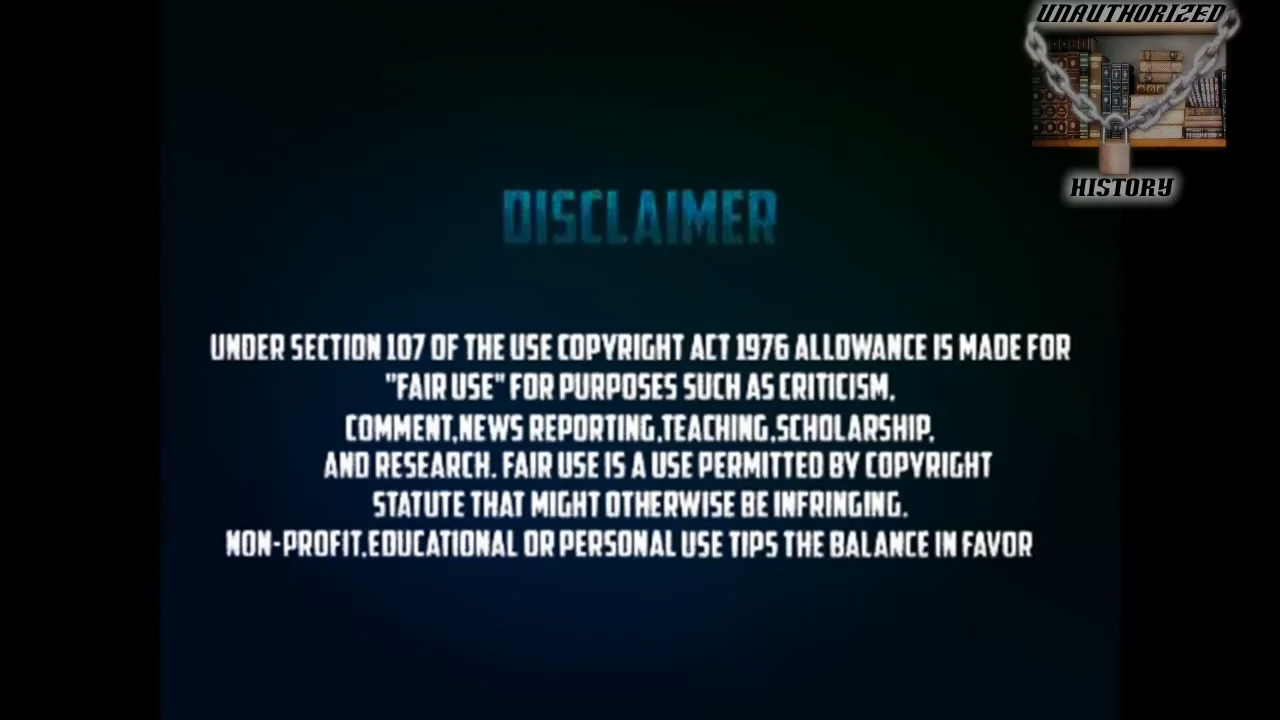 UNAUTHORIZED
HISTORY
DISCLAIMER
UNDER SECTION 107 OF THE USE COPYRIGHT ACT 1976 ALLOWANCE IS MADE FOR
"FAIR USE" FOR PURPOSES SUCH AS CRITICISM,
COMMENT,NEWS REPORTING,TEACHING,SCHOLARSHIP,
AND RESEARCH. FAIR USE IS A USE PERMITTED BY COPYRIGHT
STATUTE THAT MIGHT OTHERWISE BE INFRINGING.
NON-PROFIT,EDUCATIONAL OR PERSONAL USE TIPS THE BALANCE IN FAVOR